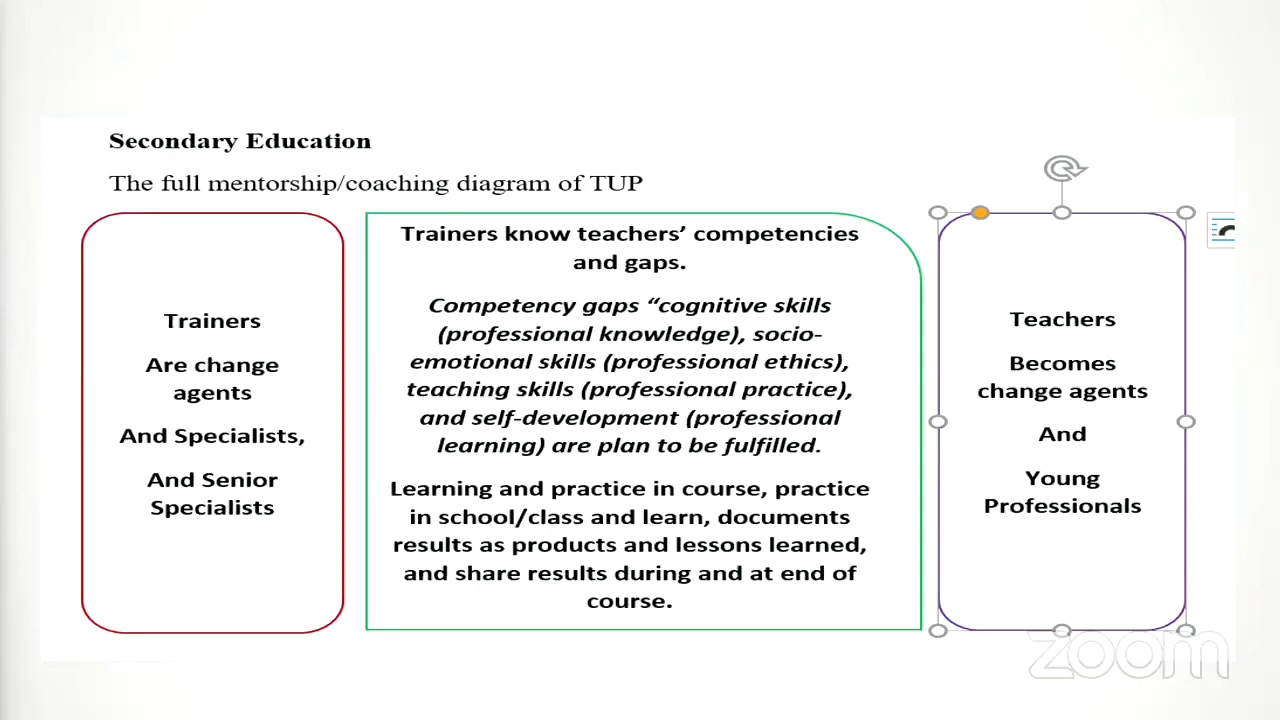 Secondary Education
The full mentorship/coaching diagram of TUP
Trainers
Are change
agents
And Specialists,
And Senior
Specialists
Trainers know teachers’ competencies
and gaps.
Competency gaps “cognitive skills
(professional knowledge), socio-
emotional skills (professional ethics),
teaching skills (professional practice),
and self-development (professional
learning) are plan to be fulfilled.
Learning and practice in course, practice
in school/class and learn, documents
results as products and lessons learned,
and share results during and at end of
course.
Teachers
Becomes
change agents
And
Young
Professionals
zoom